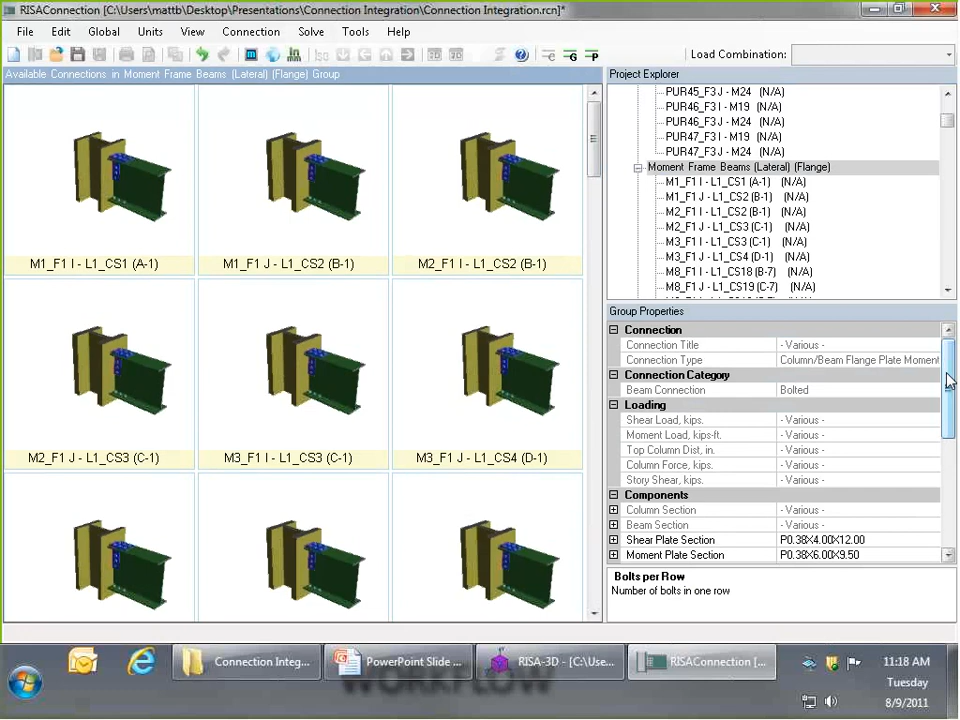 RISAConnection [C:\Users\mattb\Desktop\Presentations\Connection Integration\Connection Integration.rcn]*
File Edit Global Units View Connection Solve Tools Help
Load Combination:
Available Connections in Moment Frame Beams (Lateral) (Flange) Group
M1_F1 I - L1_CS1 (A-1)
M1_F1 J - L1_CS2 (B-1)
M2_F1 I - L1_CS2 (B-1)
M2_F1 J - L1_CS3 (C-1)
M3_F1 I - L1_CS3 (C-1)
M3_F1 J - L1_CS4 (D-1)
Project Explorer
PUR45_F3 J - M24 (N/A)
PUR46_F3 I - M19 (N/A)
PUR46_F3 J - M24 (N/A)
PUR47_F3 I - M19 (N/A)
PUR47_F3 J - M24 (N/A)
Moment Frame Beams (Lateral) (Flange)
M1_F1 I - L1_CS1 (A-1) (N/A)
M1_F1 J - L1_CS2 (B-1) (N/A)
M2_F1 I - L1_CS2 (B-1) (N/A)
M2_F1 J - L1_CS3 (C-1) (N/A)
M3_F1 I - L1_CS3 (C-1) (N/A)
M3_F1 J - L1_CS4 (D-1) (N/A)
M8_F1 I - L1_CS18 (B-7) (N/A)
M8_F1 J - L1_CS19 (C-7) (N/A)
Group Properties
Connection
Connection Title - Various -
Connection Type Column/Beam Flange Plate Moment
Connection Category
Beam Connection Bolted
Loading
Shear Load, kips. - Various -
Moment Load, kips-ft. - Various -
Top Column Dist, in. - Various -
Column Force, kips. - Various -
Story Shear, kips. - Various -
Components
Column Section - Various -
Beam Section - Various -
Shear Plate Section P0.38X4.00X12.00
Moment Plate Section P0.38X6.00X9.50
Bolts per Row
Number of bolts in one row
Connection Integ...
PowerPoint Slide ...
RISA-3D - [C:\Use...
RISAConnection [...
WORKFLOW
11:18 AM
Tuesday
8/9/2011